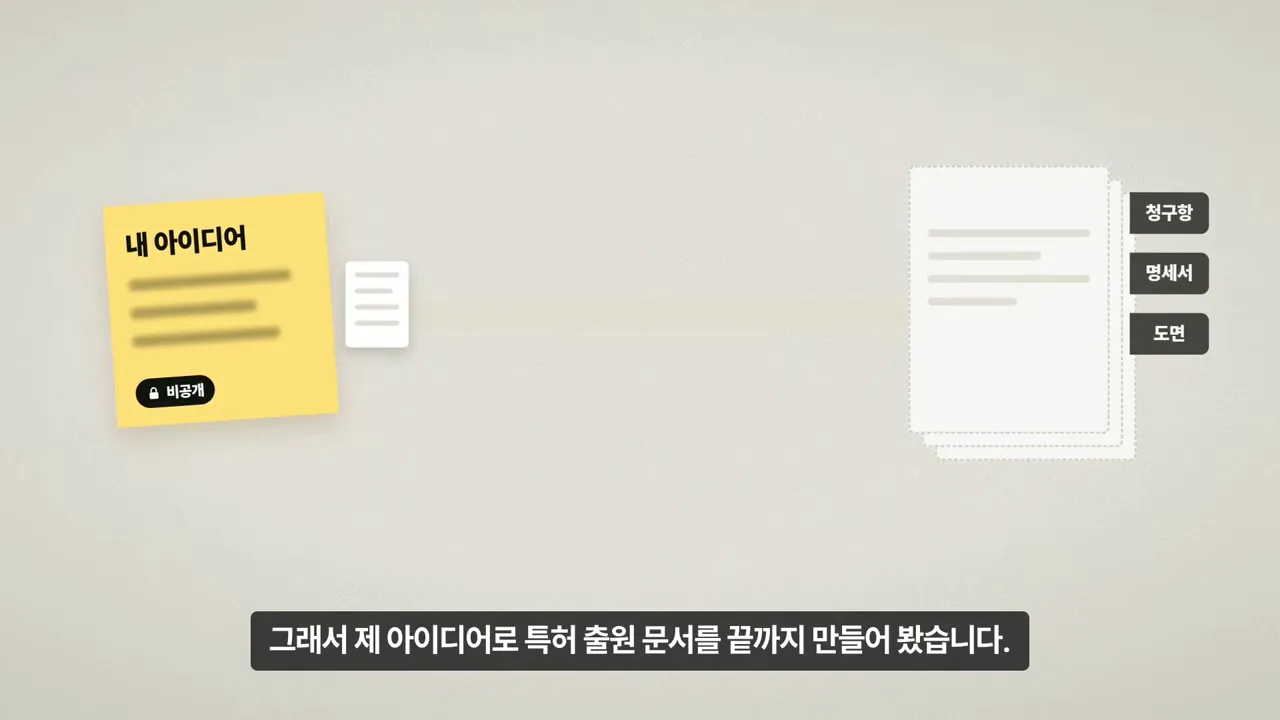 내 아이디어
비공개
청구항
명세서
도면
그래서 제 아이디어로 특허 출원 문서를 끝까지 만들어 봤습니다.